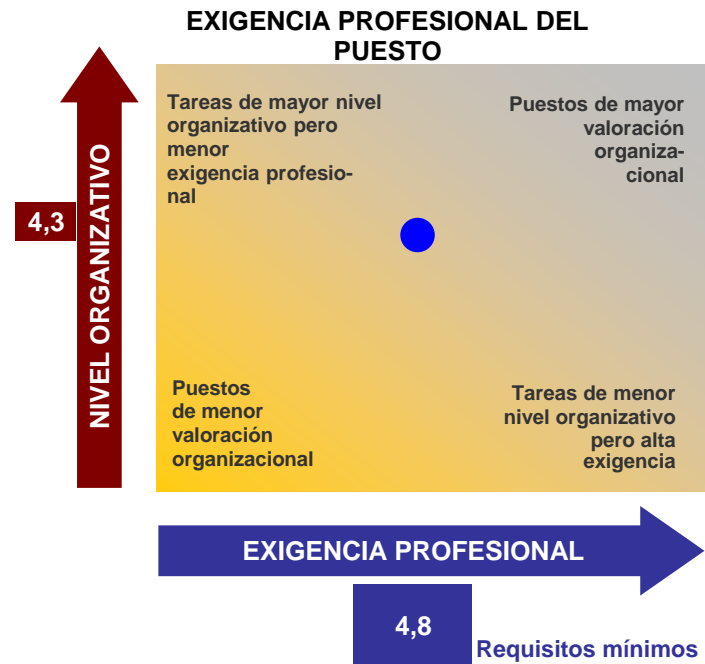 EXIGENCIA PROFESIONAL DEL
PUESTO
Tareas de mayor nivel
organizativo pero
menor
exigencia profesio-
nal
Puestos de mayor
valoración
organiza-
cional
NIVEL ORGANIZATIVO
4,3
Puestos
de menor
valoración
organizacional
Tareas de menor
nivel organizativo
pero alta
exigencia
EXIGENCIA PROFESIONAL
4,8
Requisitos mínimos